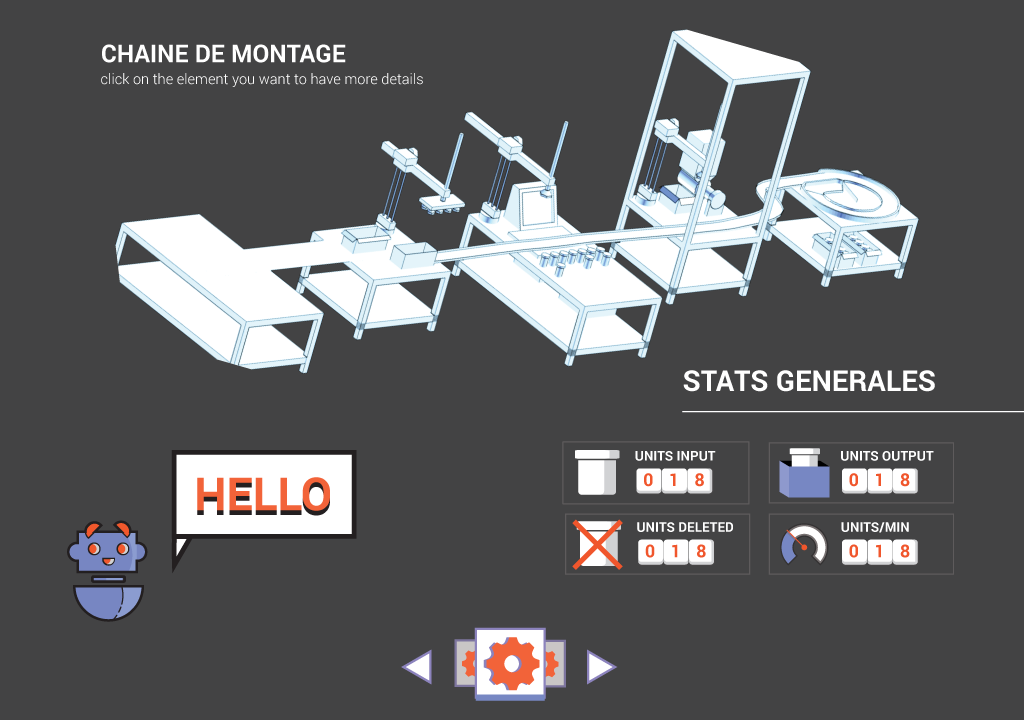 CHAINE DE MONTAGE
click on the element you want to have more details
STATS GENERALES
UNITS INPUT
018
UNITS OUTPUT
018
UNITS DELETED
018
UNITS/MIN
018
HELLO